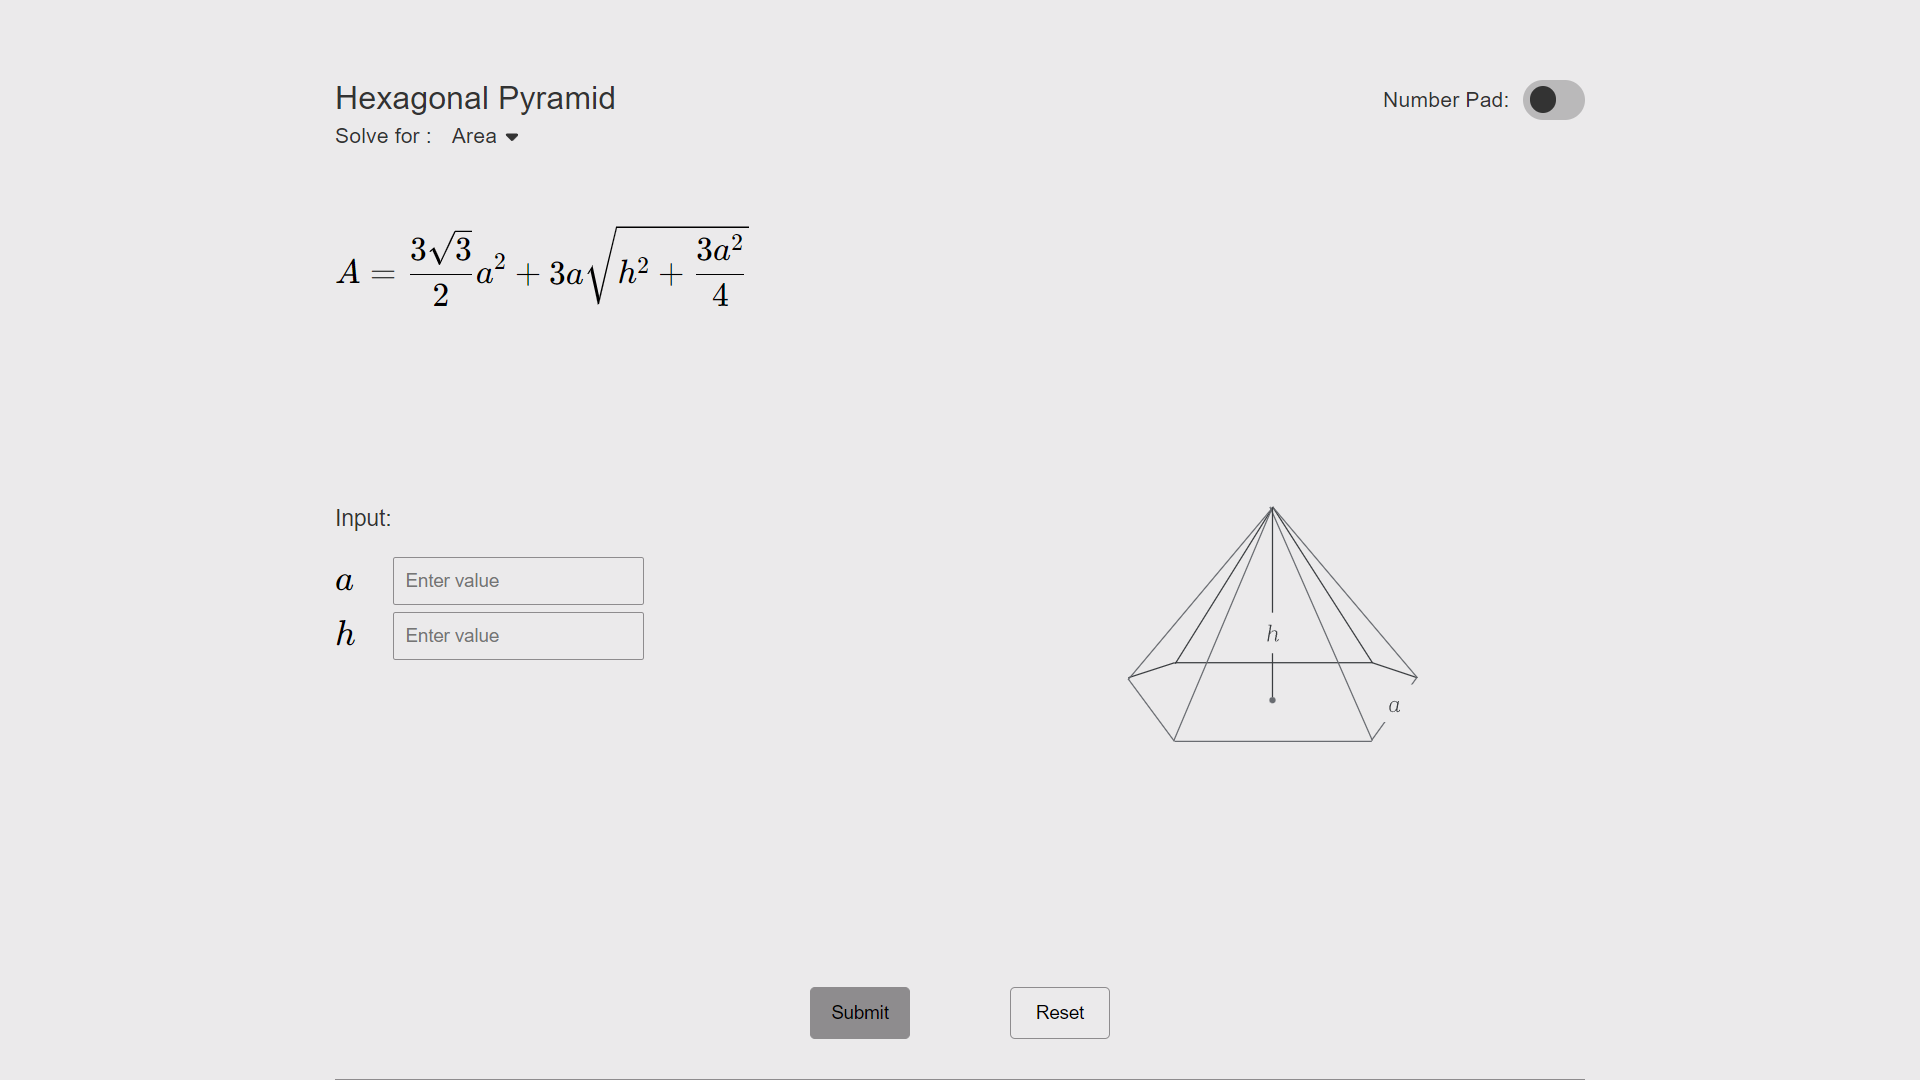 Hexagonal Pyramid
Number Pad:
Solve for : Area
A = \frac{3\sqrt{3}}{2}a^2 + 3a\sqrt{h^2 + \frac{3a^2}{4}}
Input:
a Enter value
h Enter value
h
a
Submit
Reset